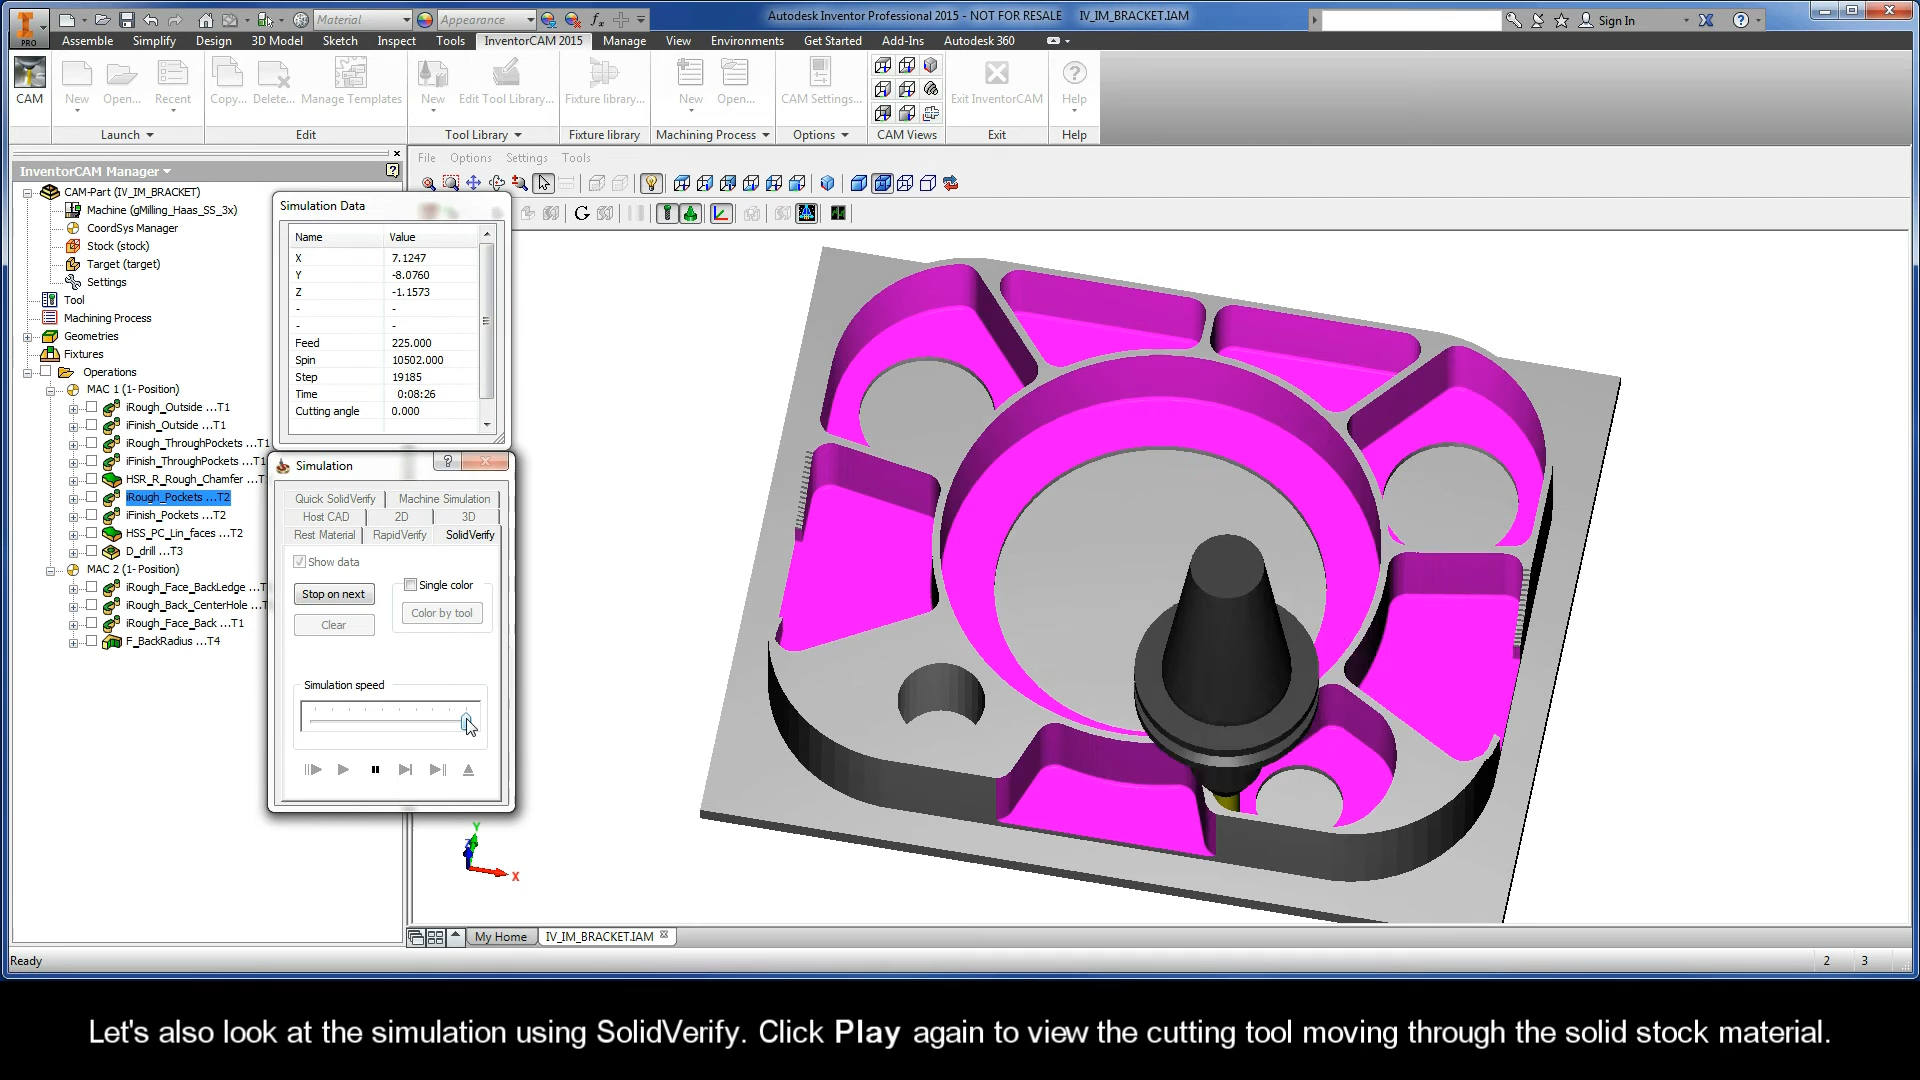 Material
Appearance
Autodesk Inventor Professional 2015 - NOT FOR RESALE IV_IM_BRACKET.IAM
Sign In
PRO
Assemble Simplify Design 3D Model Sketch Inspect Tools InventorCAM 2015 Manage View Environments Get Started Add-Ins Autodesk 360
CAM New Open... Recent Copy... Delete... Manage Templates New Edit Tool Library... Fixture library... New Open... CAM Settings... Exit InventorCAM Help
Launch Edit Tool Library Fixture library Machining Process Options CAM Views Exit Help
InventorCAM Manager
File Options Settings Tools
CAM-Part (IV_IM_BRACKET)
Machine (gMilling_Haas_SS_3x)
CoordSys Manager
Stock (stock)
Target (target)
Settings
Tool
Machining Process
Geometries
Fixtures
Operations
MAC 1 (1- Position)
iRough_Outside ...T1
iFinish_Outside ...T1
iRough_ThroughPockets ...T1
iFinish_ThroughPockets ...T1
HSR_R_Rough_Chamfer ...T
iRough_Pockets ...T2
iFinish_Pockets ...T2
HSS_PC_Lin_faces ...T2
D_drill ...T3
MAC 2 (1- Position)
iRough_Face_BackLedge ...T
iRough_Back_CenterHole ...T
iRough_Face_Back ...T1
F_BackRadius ...T4
Simulation Data
Name Value
X 7.1247
Y -8.0760
Z -1.1573
- -
- -
Feed 225.000
Spin 10502.000
Step 19185
Time 0:08:26
Cutting angle 0.000
Simulation
Quick SolidVerify Machine Simulation
Host CAD 2D 3D
Rest Material RapidVerify SolidVerify
Show data
Stop on next
Single color
Clear
Color by tool
Simulation speed
Y
Z
X
My Home IV_IM_BRACKET.IAM
Ready
2 3
Let's also look at the simulation using SolidVerify. Click Play again to view the cutting tool moving through the solid stock material.